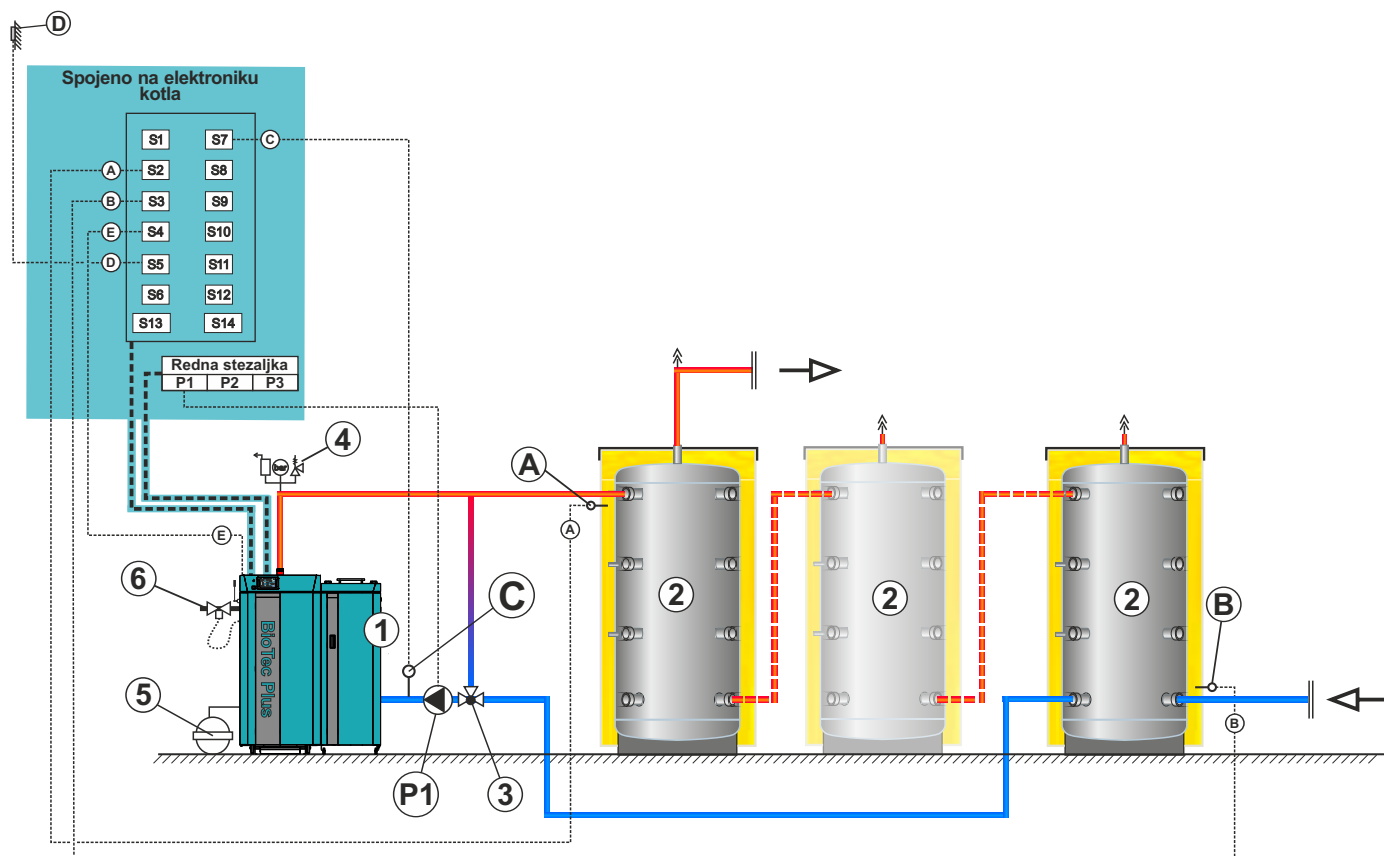 D
Spojeno na elektroniku
kotla
S1 S7 C
A S2 S8
B S3 S9
E S4 S10
D S5 S11
S6 S12
S13 S14
Redna stezaljka
P1 P2 P3
bar 4
A
A
E
6
C
1
2
2
2
B
BioTec Plus
5
B
P1
3